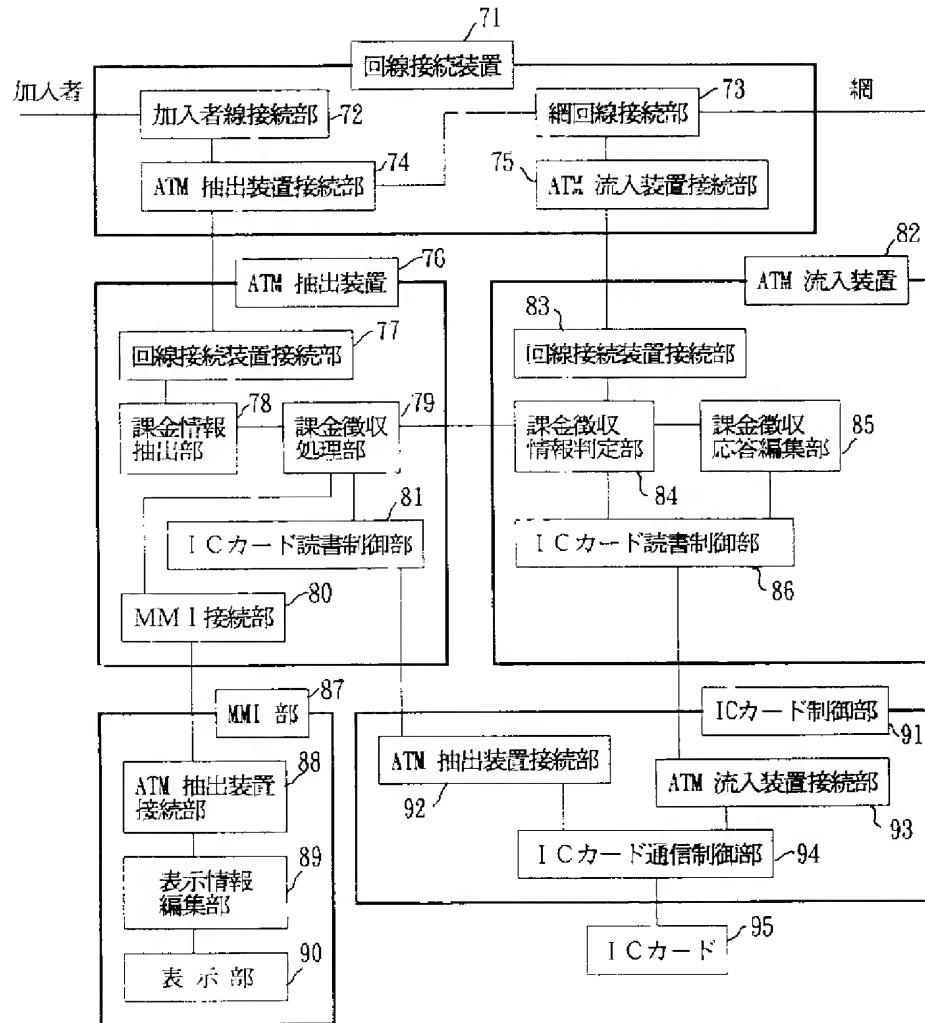 71
回線接続装置
加入者
網
加入者線接続部
72
73
網回線接続部
74
ATM 抽出装置接続部
75
ATM 流入装置接続部
76
ATM 抽出装置
82
ATM 流入装置
77
回線接続装置接続部
83
回線接続装置接続部
78
課金情報
抽出部
79
課金徴収
処理部
課金徴収
情報判定部
84
課金徴収
応答編集部
85
81
ICカード読書制御部
ICカード読書制御部
86
80
MMI接続部
87
MMI 部
ICカード制御部
91
88
ATM 抽出装置
接続部
ATM 抽出装置接続部
92
ATM 流入装置接続部
93
89
表示情報
編集部
ICカード通信制御部
94
90
表示部
95
ICカード